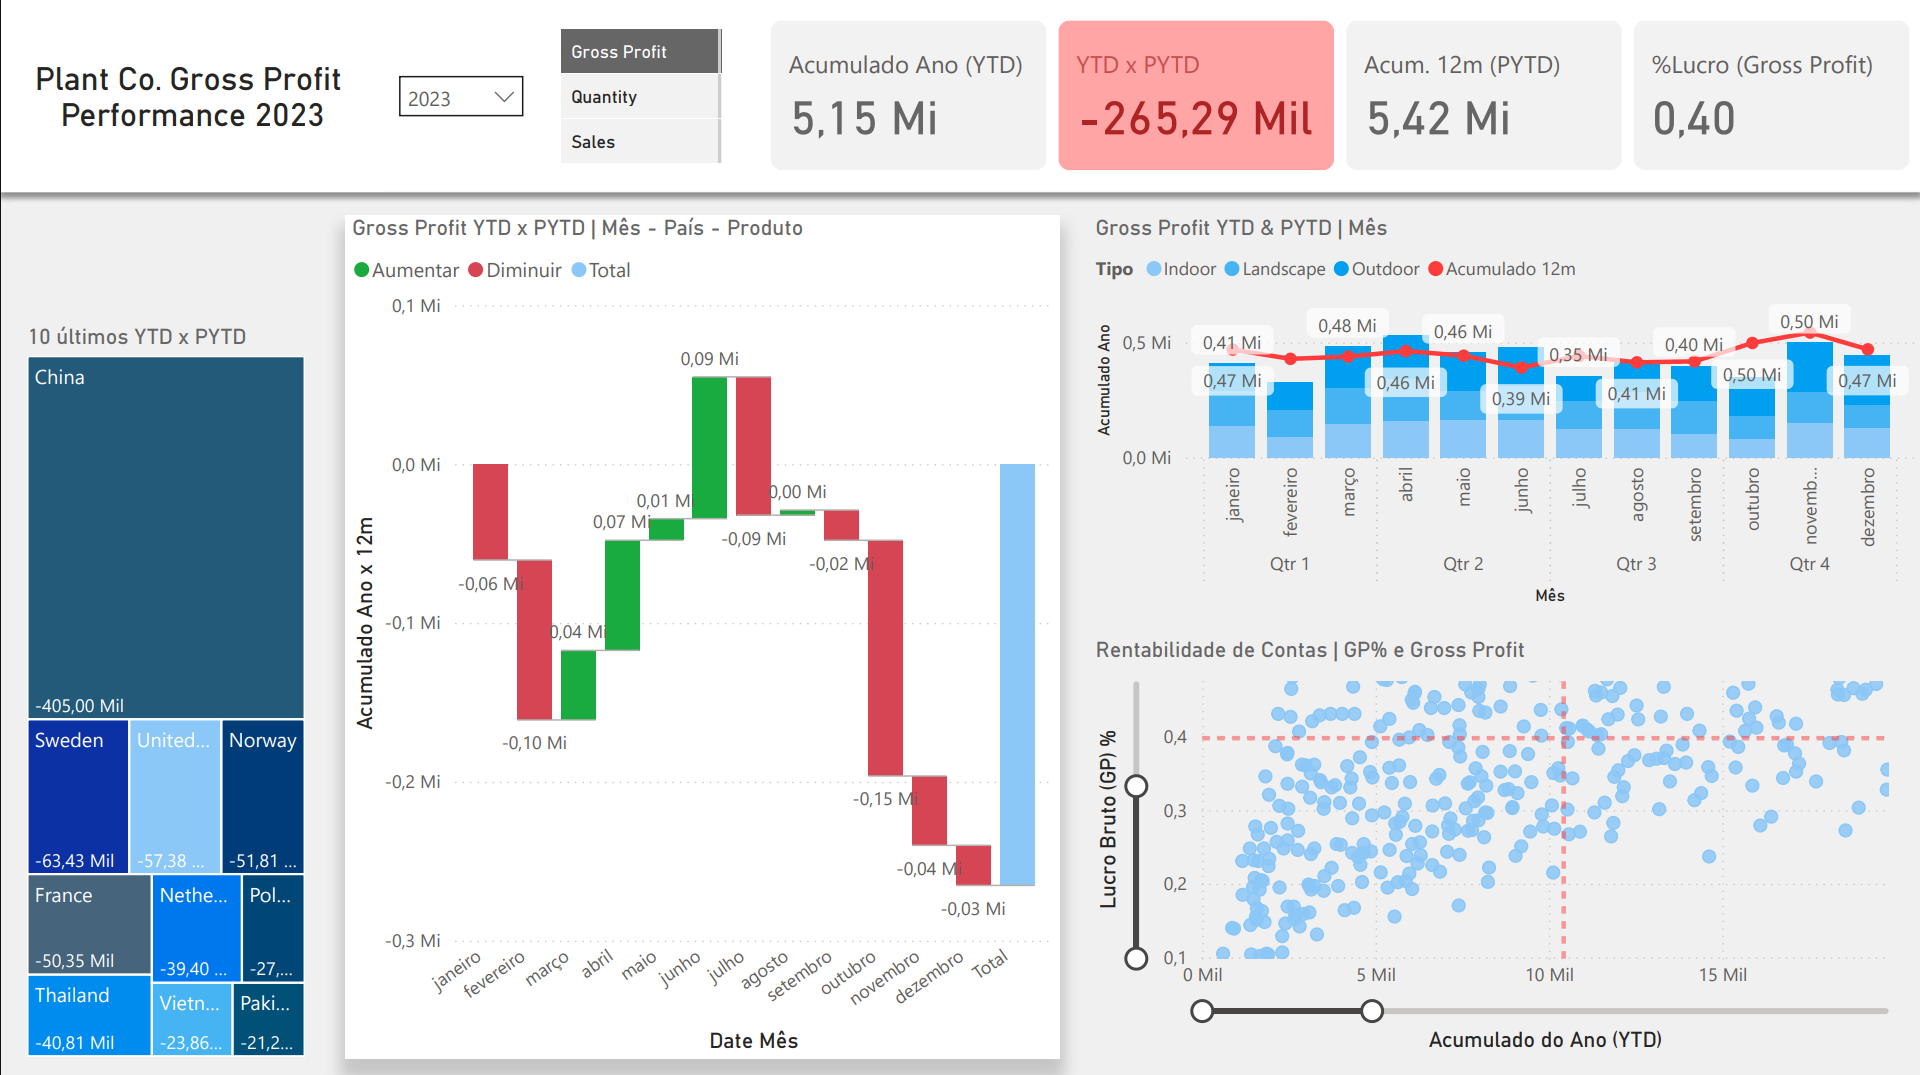 Plant Co. Gross Profit
Performance 2023
2023
Gross Profit
Quantity
Sales
Acumulado Ano (YTD)
5,15 Mi
YTD x PYTD
-265,29 Mil
Acum. 12m (PYTD)
5,42 Mi
%Lucro (Gross Profit)
0,40
10 últimos YTD x PYTD
China
-405,00 Mil
Sweden
-63,43 Mil
United...
-57,38 ...
Norway
-51,81 ...
France
-50,35 Mil
Nethe...
-39,40 ...
Pol...
-27,...
Thailand
-40,81 Mil
Vietn...
-23,86...
Paki...
-21,2...
Gross Profit YTD x PYTD | Mês - País - Produto
Aumentar Diminuir Total
Acumulado Ano x 12m
0,1 Mi
0,0 Mi
-0,1 Mi
-0,2 Mi
-0,3 Mi
-0,06 Mi
-0,10 Mi
0,04 Mi
0,07 Mi
0,01 Mi
0,09 Mi
-0,09 Mi
0,00 Mi
-0,02 Mi
-0,15 Mi
-0,04 Mi
-0,03 Mi
janeiro
fevereiro
março
abril
maio
junho
julho
agosto
setembro
outubro
novembro
dezembro
Total
Date Mês
Gross Profit YTD & PYTD | Mês
Tipo Indoor Landscape Outdoor Acumulado 12m
Acumulado Ano
0,5 Mi
0,0 Mi
0,41 Mi
0,47 Mi
0,48 Mi
0,46 Mi
0,46 Mi
0,39 Mi
0,35 Mi
0,41 Mi
0,40 Mi
0,50 Mi
0,50 Mi
0,47 Mi
janeiro
fevereiro
março
abril
maio
junho
julho
agosto
setembro
outubro
novemb...
dezembro
Qtr 1
Qtr 2
Qtr 3
Qtr 4
Mês
Rentabilidade de Contas | GP% e Gross Profit
Lucro Bruto (GP) %
0,4
0,3
0,2
0,1
0 Mil
5 Mil
10 Mil
15 Mil
Acumulado do Ano (YTD)